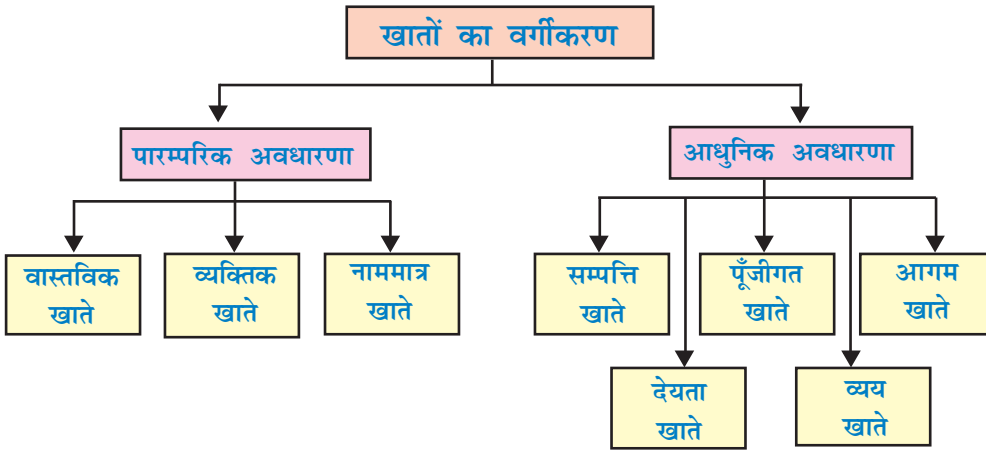 खातों का वर्गीकरण
पारम्परिक अवधारणा
आधुनिक अवधारणा
वास्तविक
खाते
व्यक्तिक
खाते
नाममात्र
खाते
सम्पत्ति
खाते
पूँजीगत
खाते
आगम
खाते
देयता
खाते
व्यय
खाते